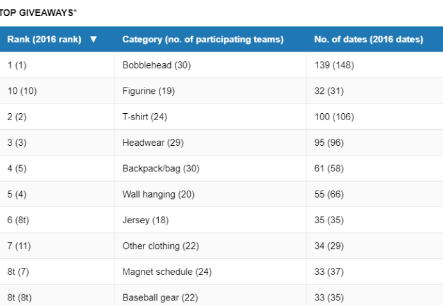 TOP GIVEAWAYS*
Rank (2016 rank) ▼ Category (no. of participating teams) No. of dates (2016 dates)
1 (1) Bobblehead (30) 139 (148)
10 (10) Figurine (19) 32 (31)
2 (2) T-shirt (24) 100 (106)
3 (3) Headwear (29) 95 (96)
4 (5) Backpack/bag (30) 61 (58)
5 (4) Wall hanging (20) 55 (66)
6 (8t) Jersey (18) 35 (35)
7 (11) Other clothing (22) 34 (29)
8t (7) Magnet schedule (24) 33 (37)
8t (8t) Baseball gear (22) 33 (35)